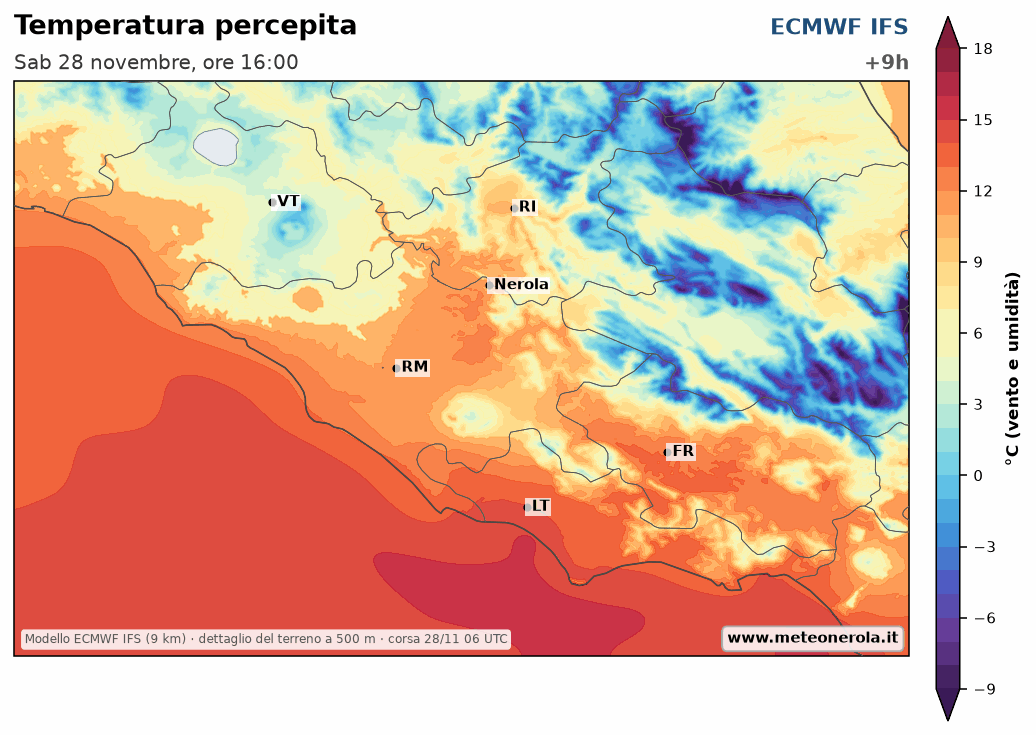 Temperatura percepita
ECMWF IFS
Sab 28 novembre, ore 16:00
+9h
VT
RI
Nerola
RM
FR
LT
Modello ECMWF IFS (9 km) · dettaglio del terreno a 500 m · corsa 28/11 06 UTC
www.meteonerola.it
18
15
12
9
6
3
0
−3
−6
−9
°C (vento e umidità)